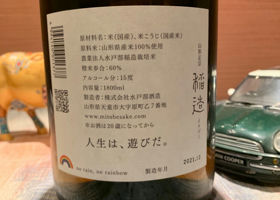 原材料名：米（国産）、米こうじ（国産米）
原料米：山形県産米100%使用
農業法人水戸部稲造栽培米
精米歩合：60%
アルコール分：15度
内容量：1800ml
製造者：株式会社水戸部酒造
山形県天童市大字原町乙7番地
www.mitobesake.com
※お酒は20歳になってから
人生は、遊びだ。
no rain, no rainbow
製造年月
2021.12
稲造
COOPER